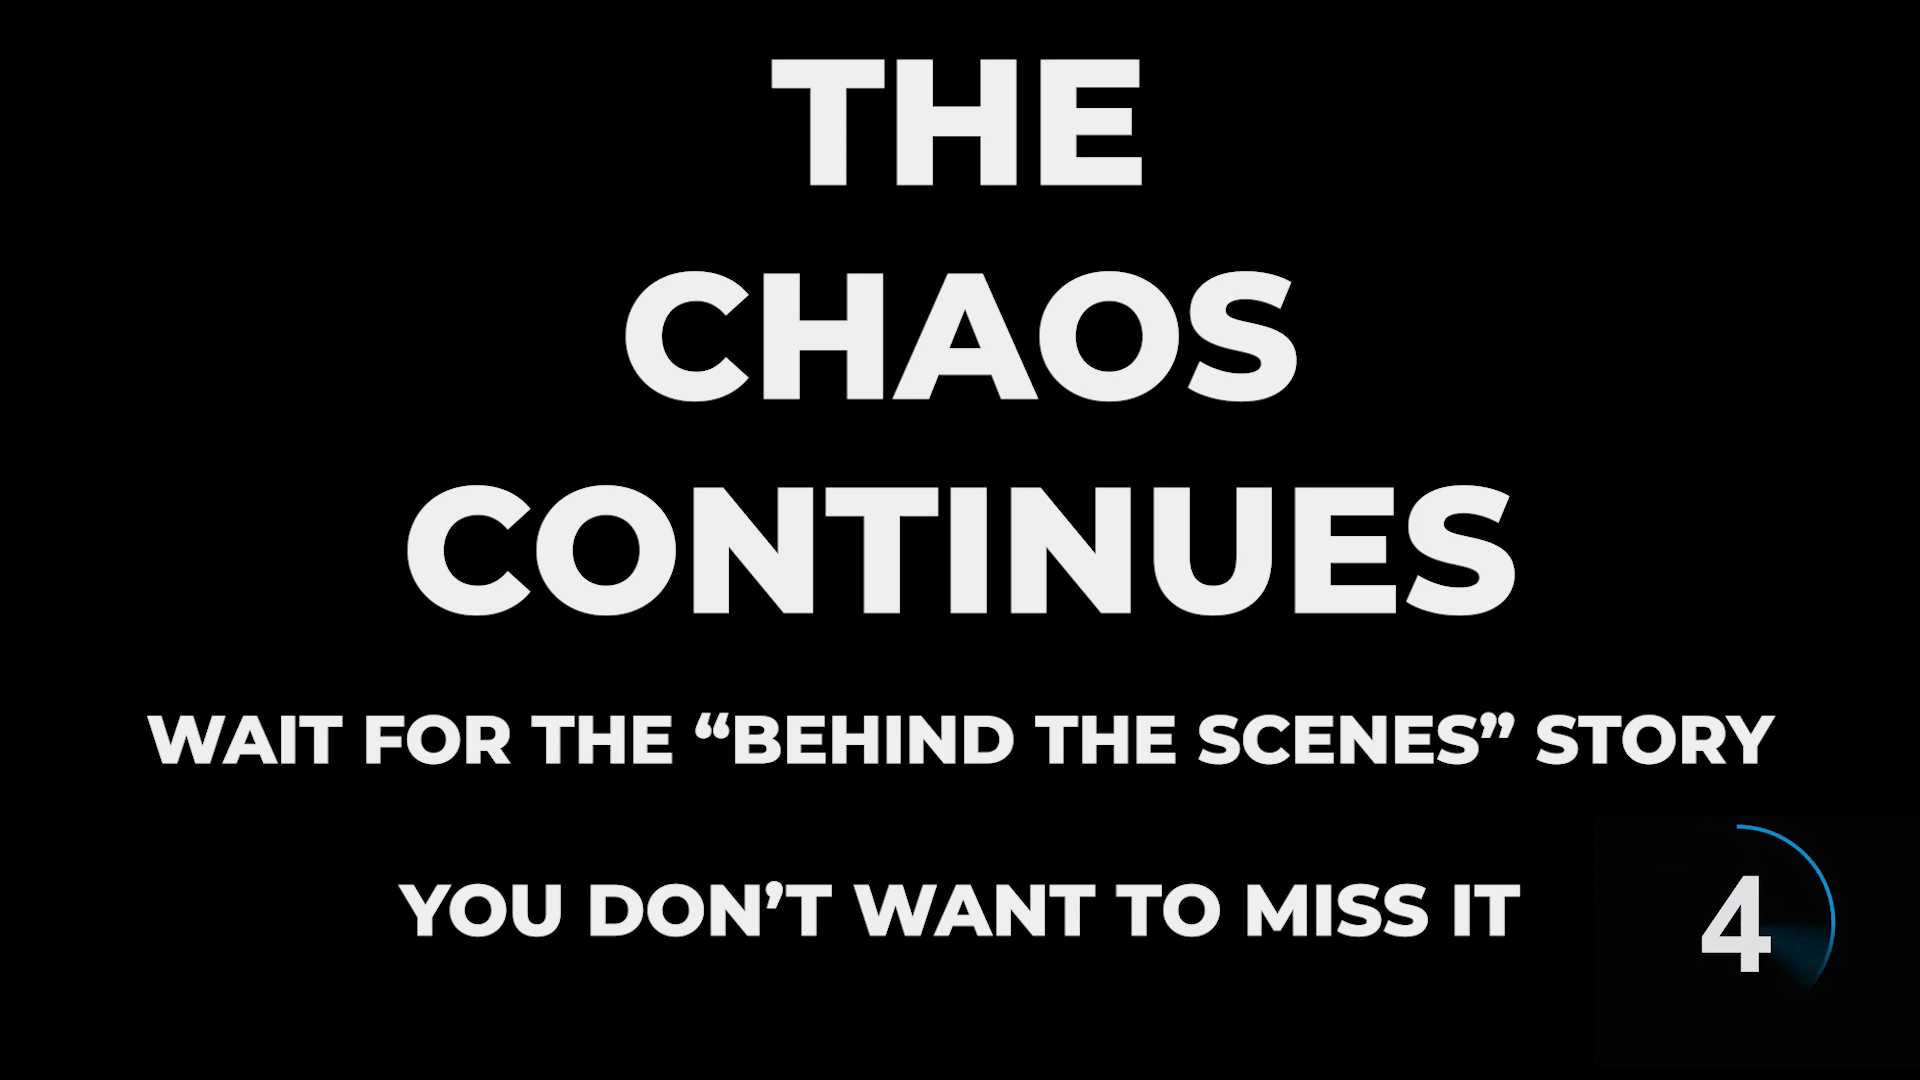 THE
CHAOS
CONTINUES
WAIT FOR THE “BEHIND THE SCENES” STORY
YOU DON’T WANT TO MISS IT
4